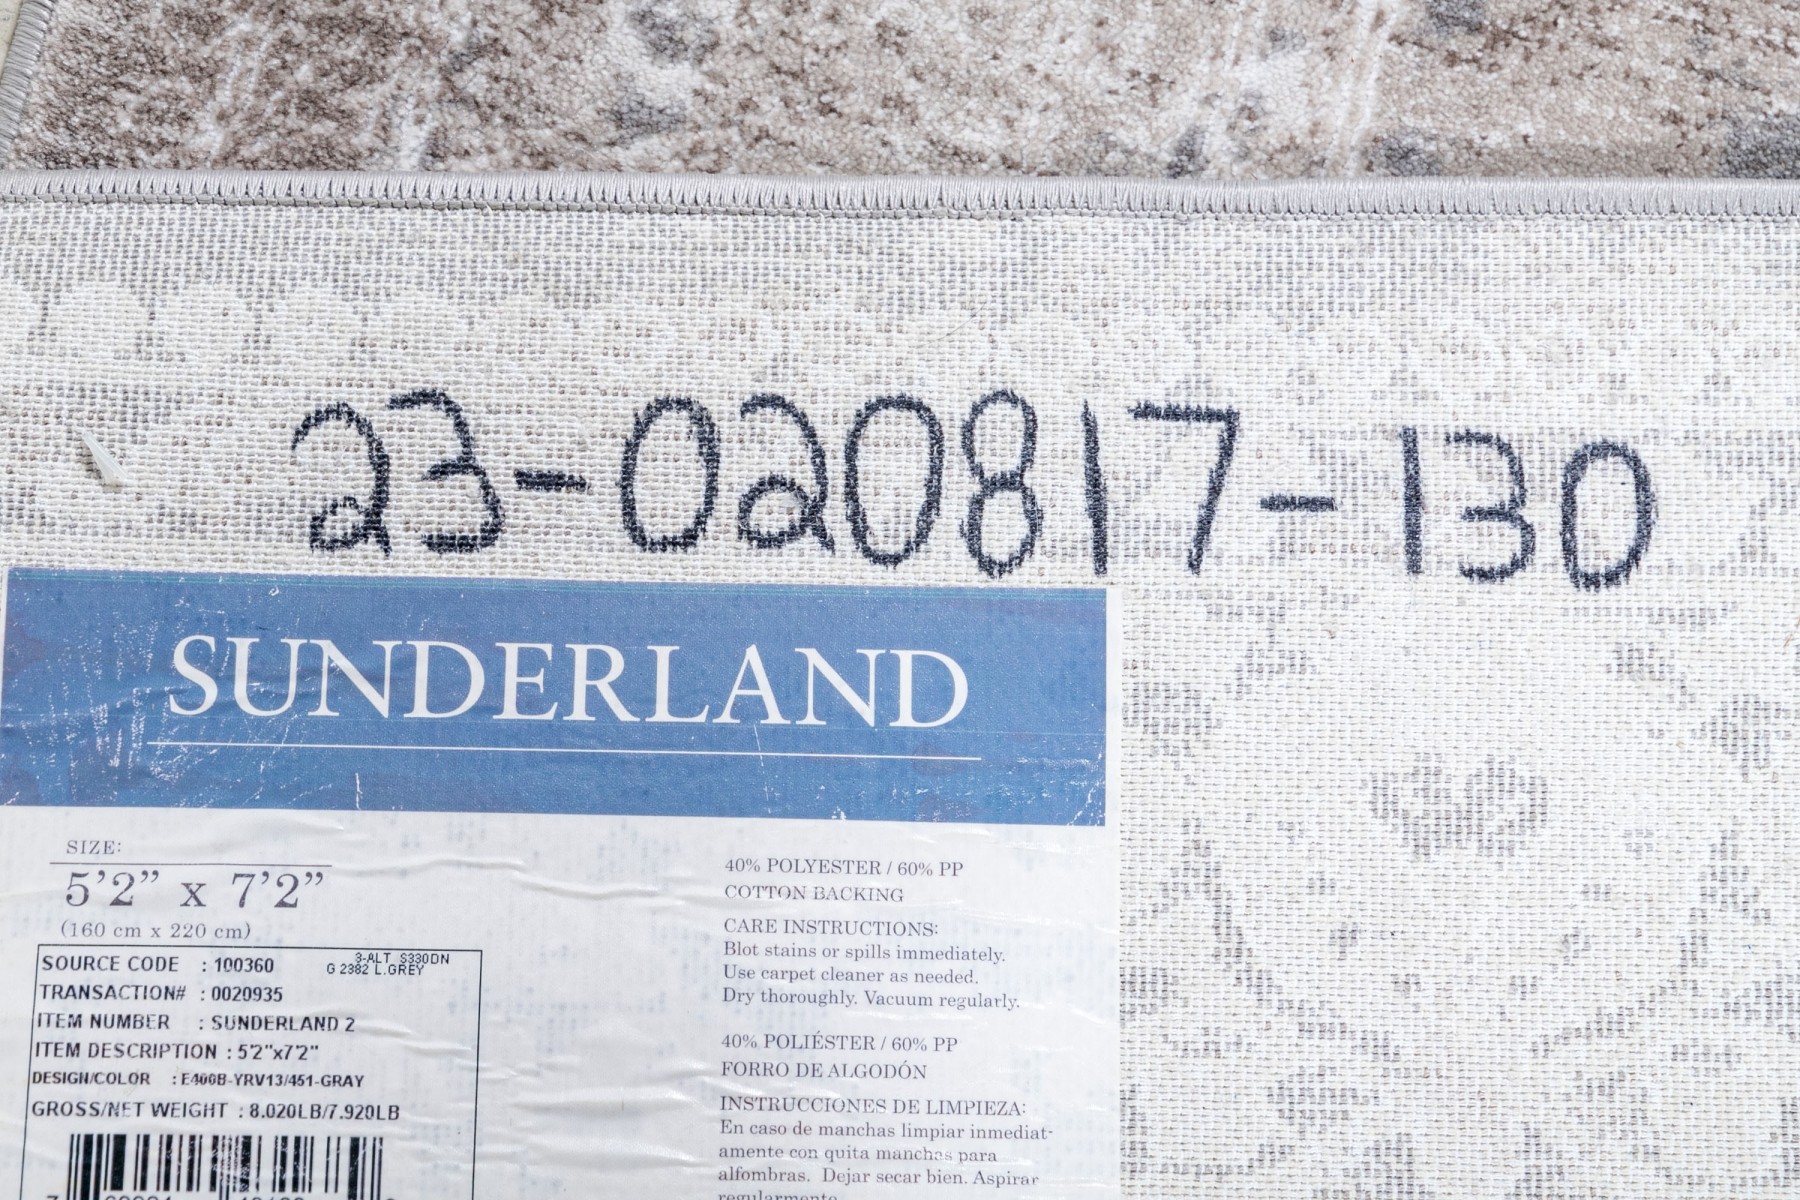 23-020817-130
SUNDERLAND
SIZE:
5'2” x 7'2”
(160 cm x 220 cm)
SOURCE CODE : 100360
3-ALT S330DN
G 2382 L.GREY
TRANSACTION# : 0020935
ITEM NUMBER : SUNDERLAND 2
ITEM DESCRIPTION : 5'2"x7'2"
DESIGN/COLOR : E400B-YRV13/451-GRAY
GROSS/NET WEIGHT : 8.020LB/7.920LB
40% POLYESTER / 60% PP
COTTON BACKING
CARE INSTRUCTIONS:
Blot stains or spills immediately.
Use carpet cleaner as needed.
Dry thoroughly. Vacuum regularly.
40% POLIÉSTER / 60% PP
FORRO DE ALGODÓN
INSTRUCCIONES DE LIMPIEZA:
En caso de manchas limpiar inmediat-
amente con quita manchas para
alfombras. Dejar secar bien. Aspirar
regularmente.